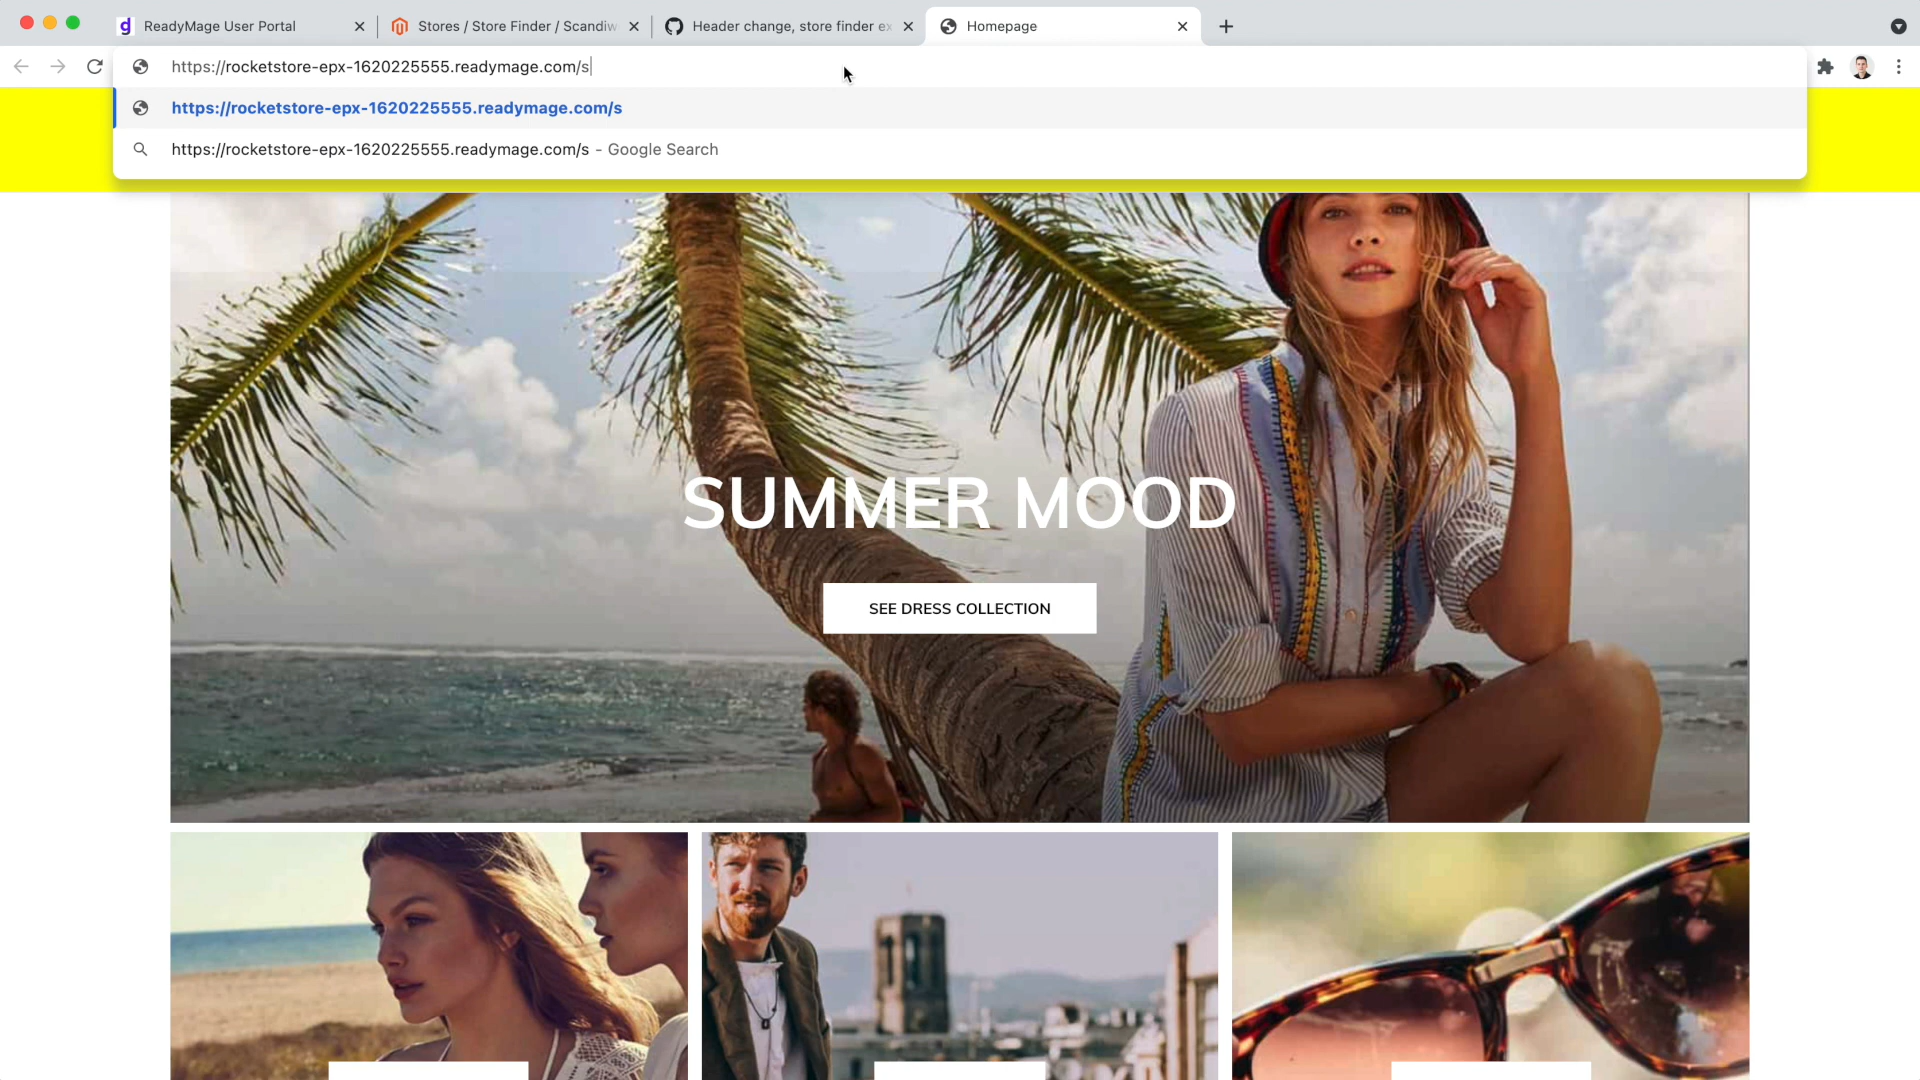 ReadyMage User Portal
Stores / Store Finder / Scandiw
Header change, store finder ex
Homepage
https://rocketstore-epx-1620225555.readymage.com/s
https://rocketstore-epx-1620225555.readymage.com/s
https://rocketstore-epx-1620225555.readymage.com/s - Google Search
SUMMER MOOD
SEE DRESS COLLECTION